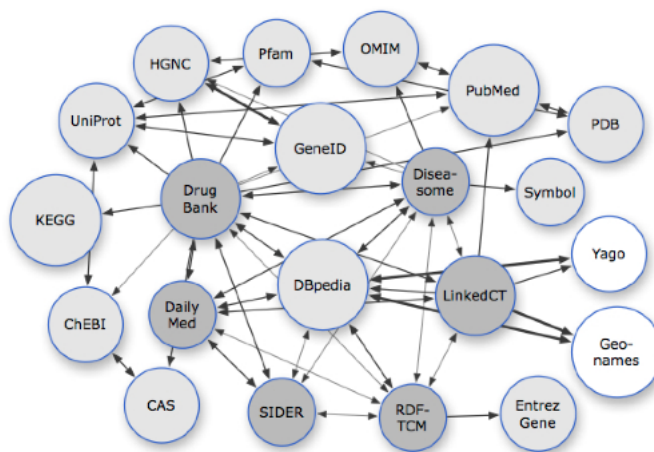 HGNC
Pfam
OMIM
PubMed
UniProt
GeneID
PDB
Drug
Bank
Disea-
some
Symbol
KEGG
Yago
DBpedia
LinkedCT
Daily
Med
ChEBI
Geo-
names
CAS
SIDER
RDF-
TCM
Entrez
Gene